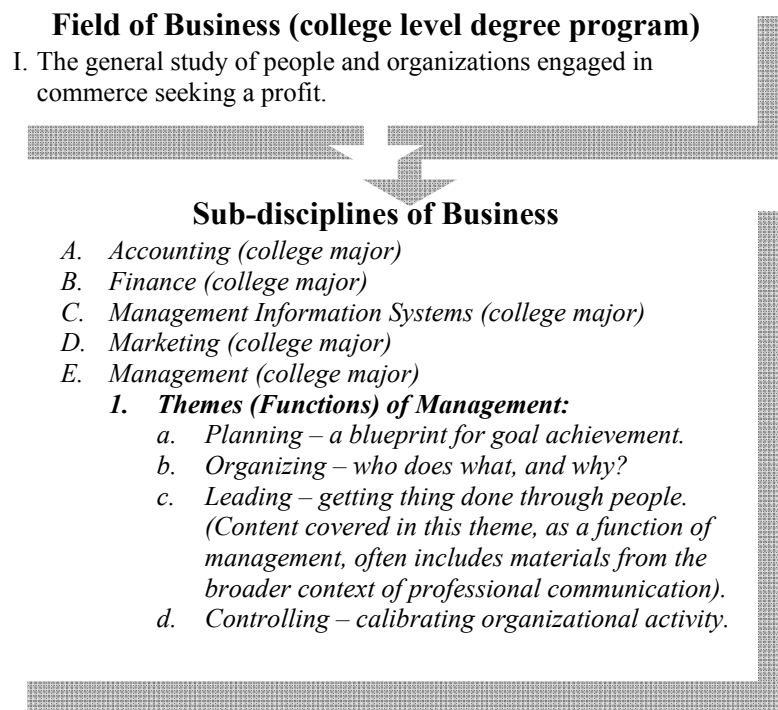 Field of Business (college level degree program)
I. The general study of people and organizations engaged in
commerce seeking a profit.
Sub-disciplines of Business
A. Accounting (college major)
B. Finance (college major)
C. Management Information Systems (college major)
D. Marketing (college major)
E. Management (college major)
1. Themes (Functions) of Management:
a. Planning – a blueprint for goal achievement.
b. Organizing – who does what, and why?
c. Leading – getting thing done through people.
(Content covered in this theme, as a function of
management, often includes materials from the
broader context of professional communication).
d. Controlling – calibrating organizational activity.